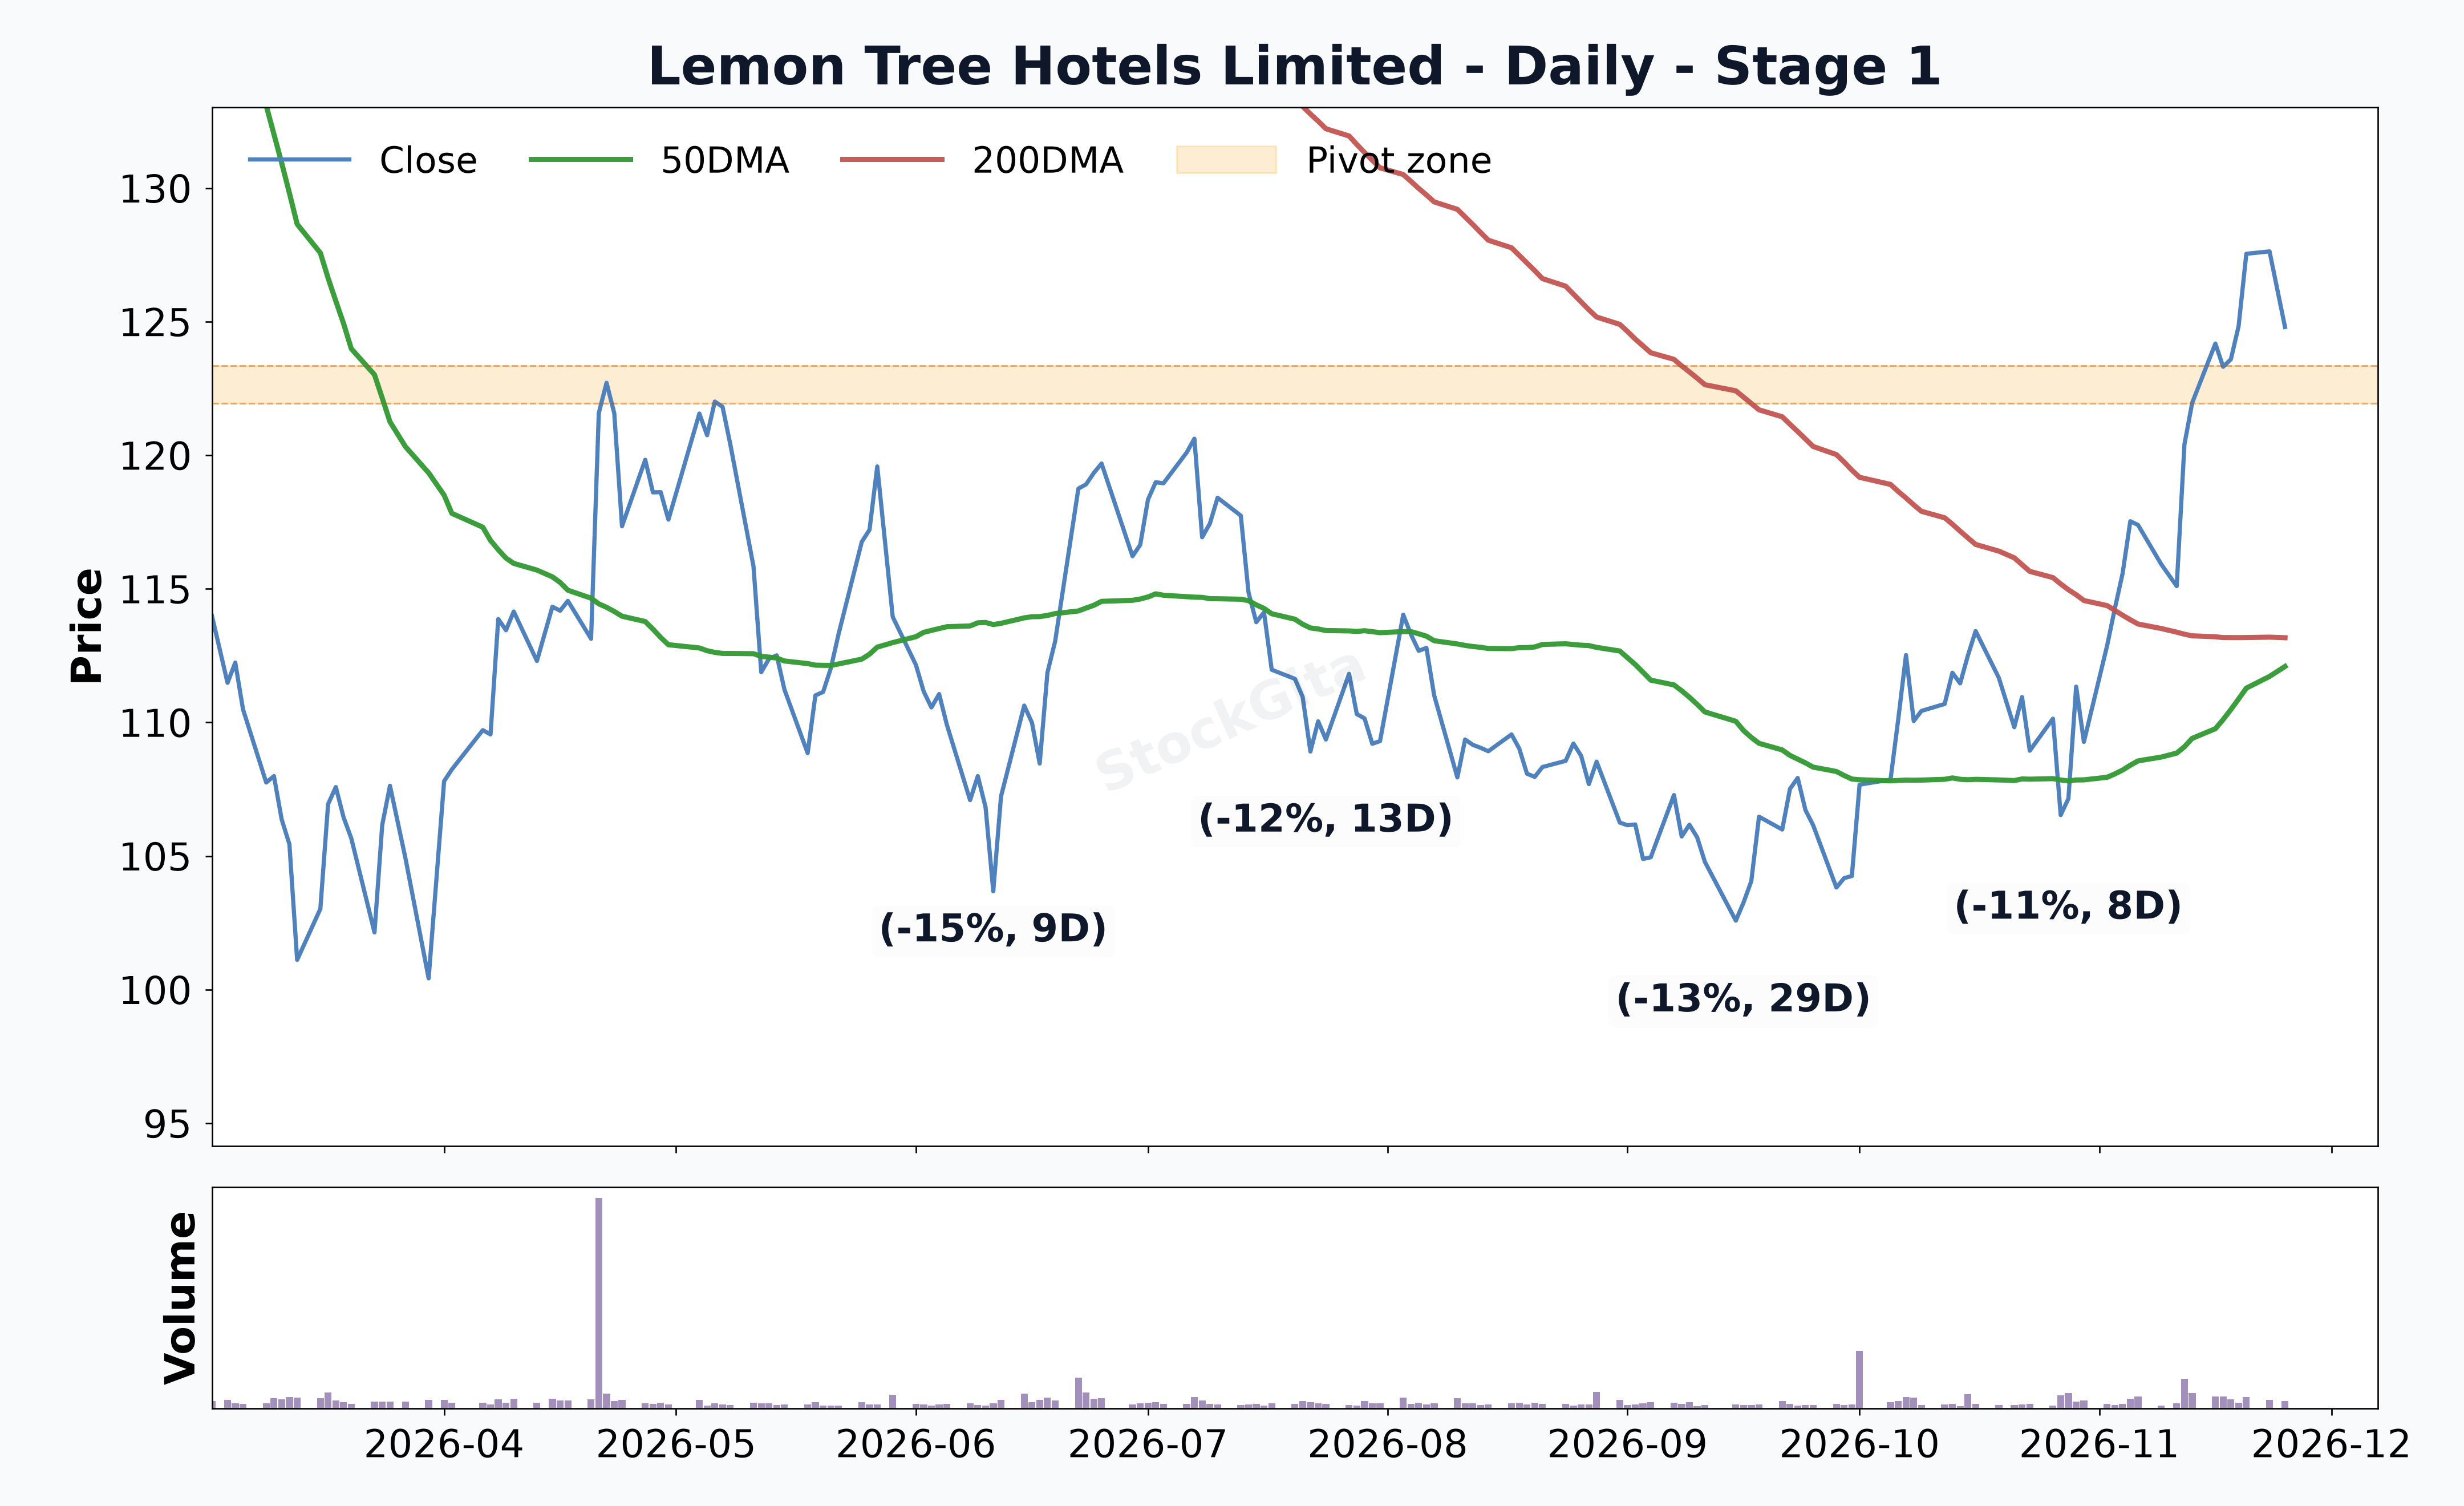 Lemon Tree Hotels Limited - Daily - Stage 1
Close 50DMA 200DMA Pivot zone
Price
130
125
120
115
110
105
100
95
StockGita
(-12%, 13D)
(-15%, 9D)
(-11%, 8D)
(-13%, 29D)
Volume
2026-04 2026-05 2026-06 2026-07 2026-08 2026-09 2026-10 2026-11 2026-12